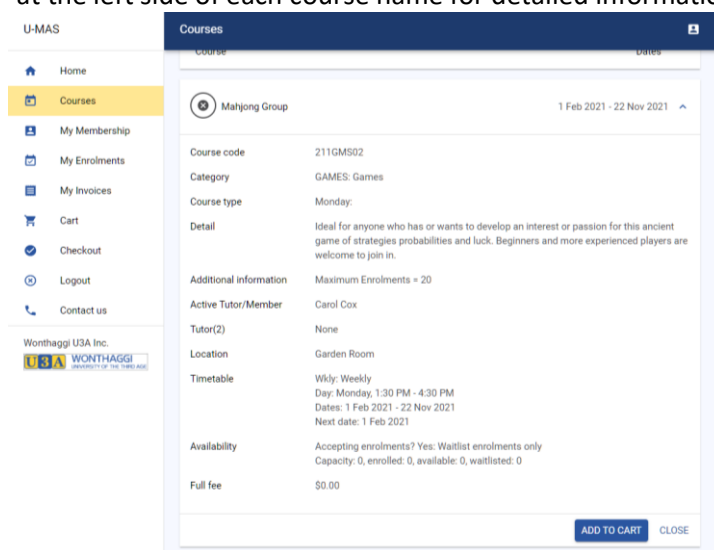 at the left side of each course name for detailed informatio
U-MAS
Courses
Course Dates
Home
Courses
My Membership
My Enrolments
My Invoices
Cart
Checkout
Logout
Contact us
Wonthaggi U3A Inc.
U3A WONTHAGGI
UNIVERSITY OF THE THIRD AGE
Mahjong Group 1 Feb 2021 - 22 Nov 2021
Course code 211GMS02
Category GAMES: Games
Course type Monday:
Detail Ideal for anyone who has or wants to develop an interest or passion for this ancient
game of strategies probabilities and luck. Beginners and more experienced players are
welcome to join in.
Additional information Maximum Enrolments = 20
Active Tutor/Member Carol Cox
Tutor(2) None
Location Garden Room
Timetable Wkly: Weekly
Day: Monday, 1:30 PM - 4:30 PM
Dates: 1 Feb 2021 - 22 Nov 2021
Next date: 1 Feb 2021
Availability Accepting enrolments? Yes: Waitlist enrolments only
Capacity: 0, enrolled: 0, available: 0, waitlisted: 0
Full fee $0.00
ADD TO CART CLOSE